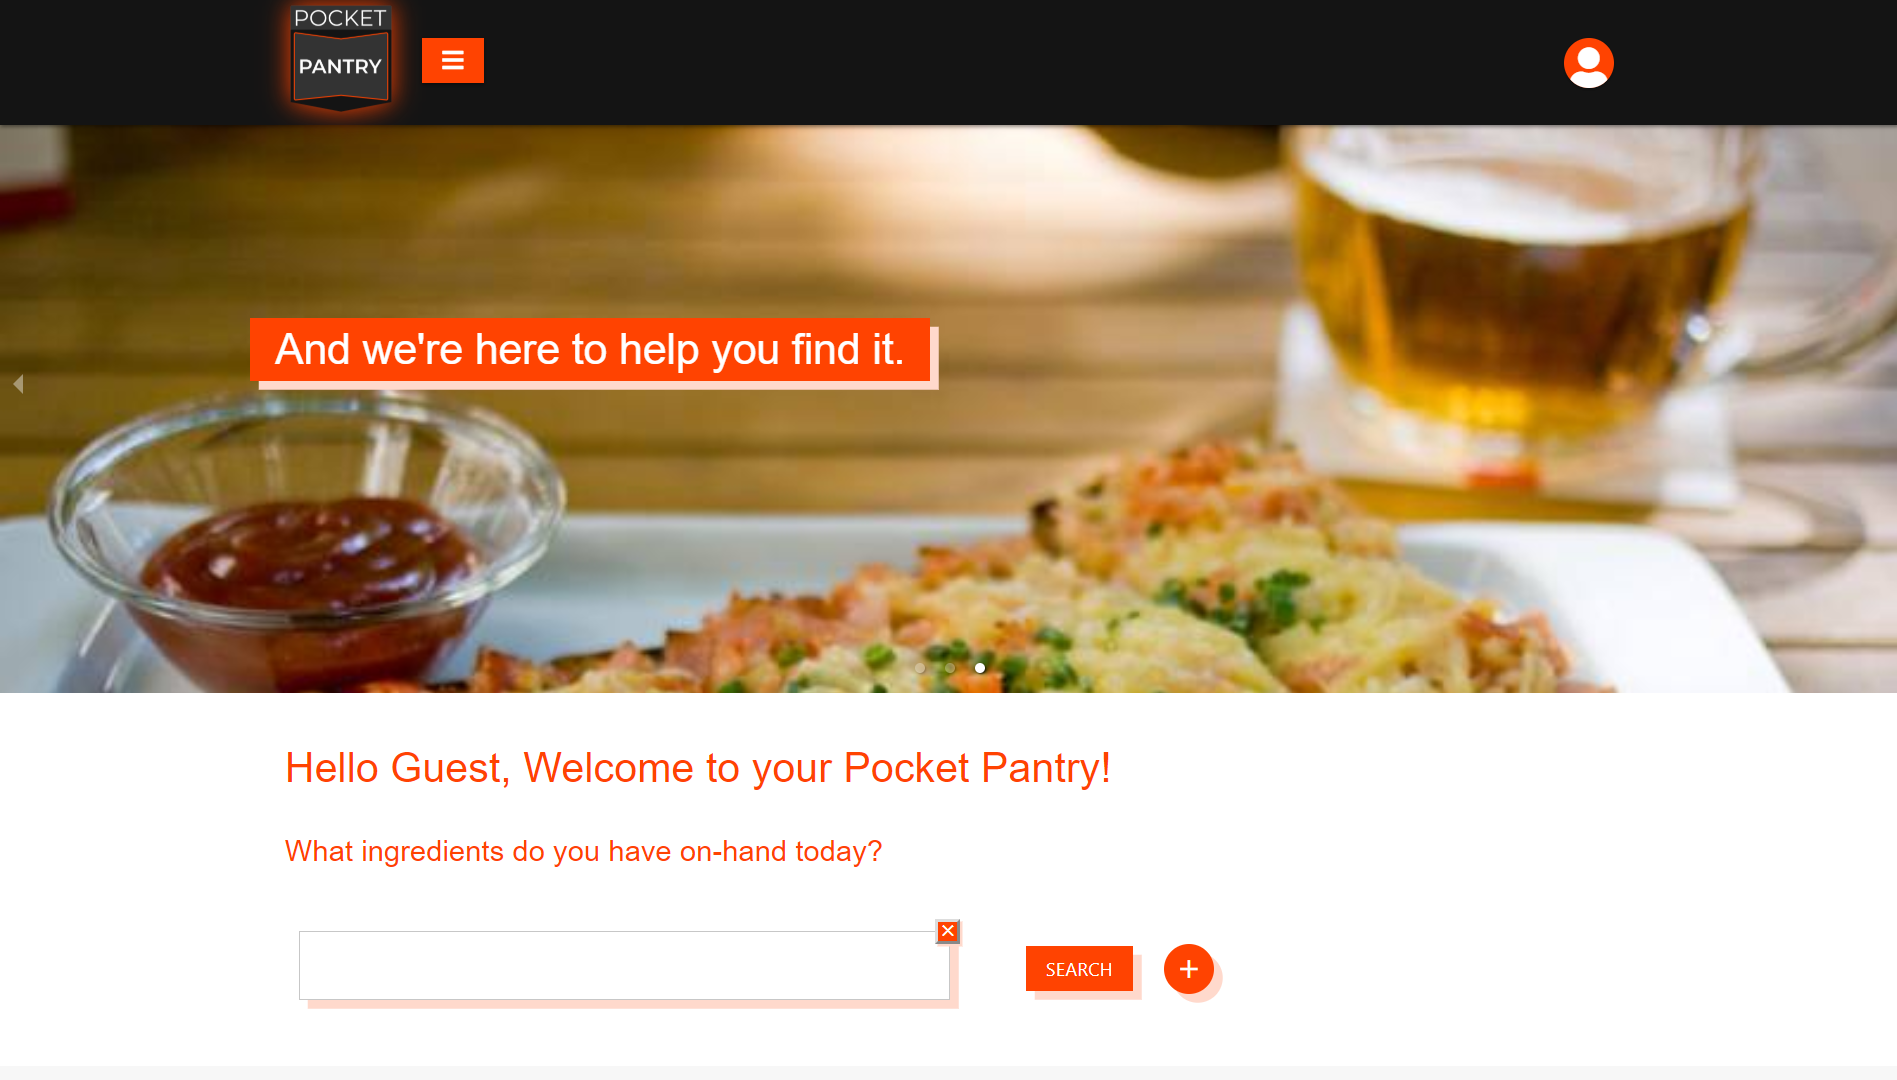 POCKET
PANTRY
And we're here to help you find it.
Hello Guest, Welcome to your Pocket Pantry!
What ingredients do you have on-hand today?
SEARCH